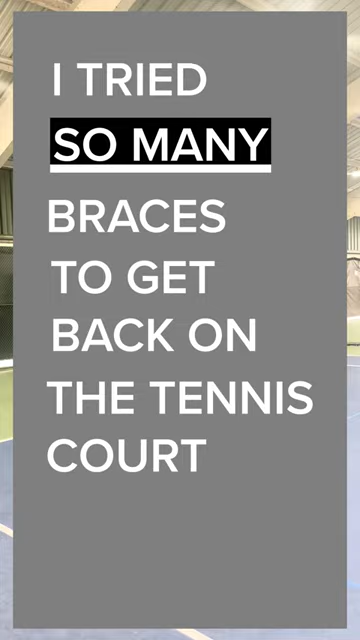 I TRIED
SO MANY
BRACES
TO GET
BACK ON
THE TENNIS
COURT